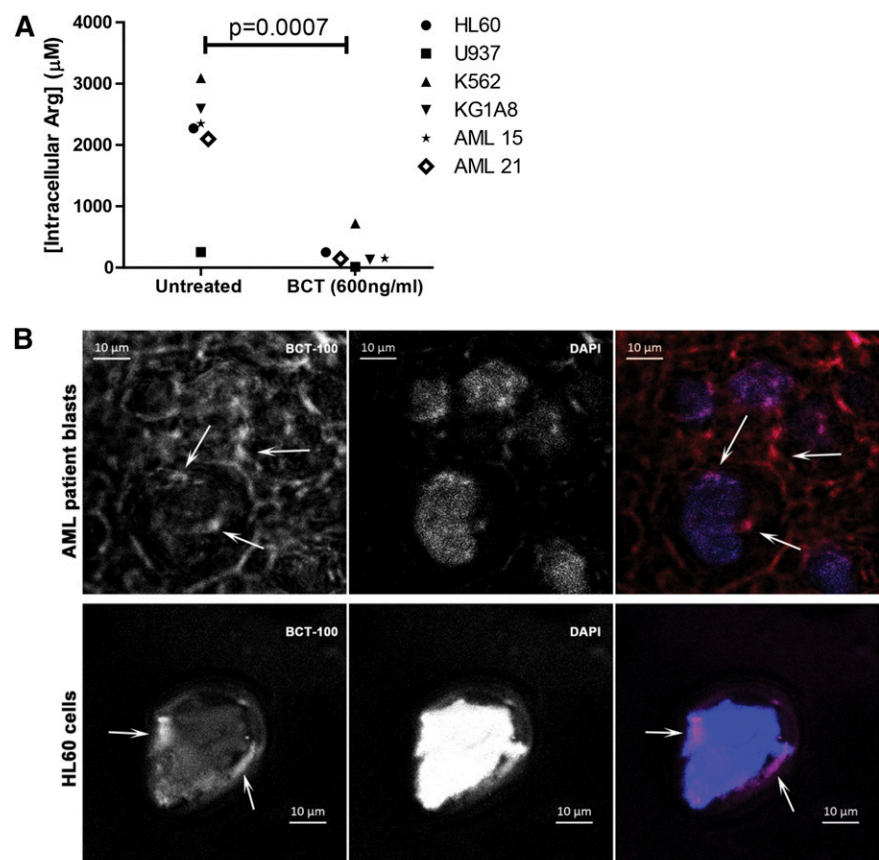 A
p=0.0007
[Intracellular Arg] (μM)
4000
3000
2000
1000
0
Untreated
BCT (600ng/ml)
HL60
U937
K562
KG1A8
AML 15
AML 21
B
AML patient blasts
10 μm
BCT-100
10 μm
DAPI
10 μm
HL60 cells
BCT-100
10 μm
DAPI
10 μm
10 μm